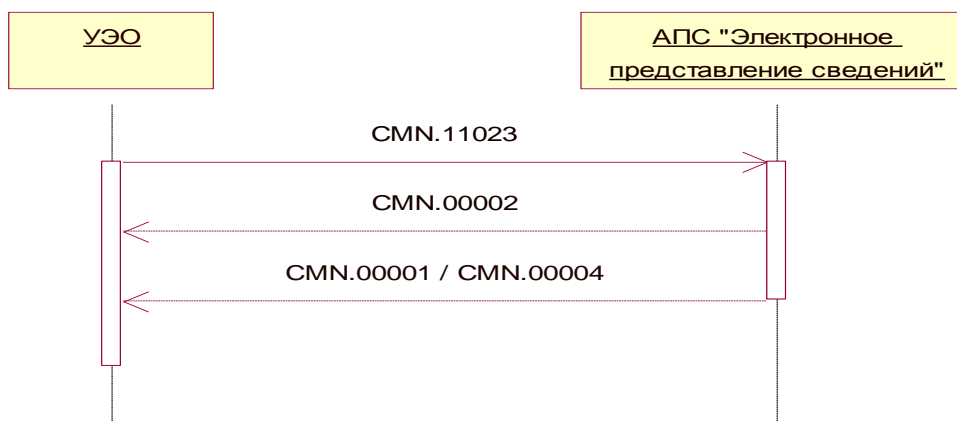 УЭО
АПС "Электронное
представление сведений"
CMN.11023
CMN.00002
CMN.00001 / CMN.00004